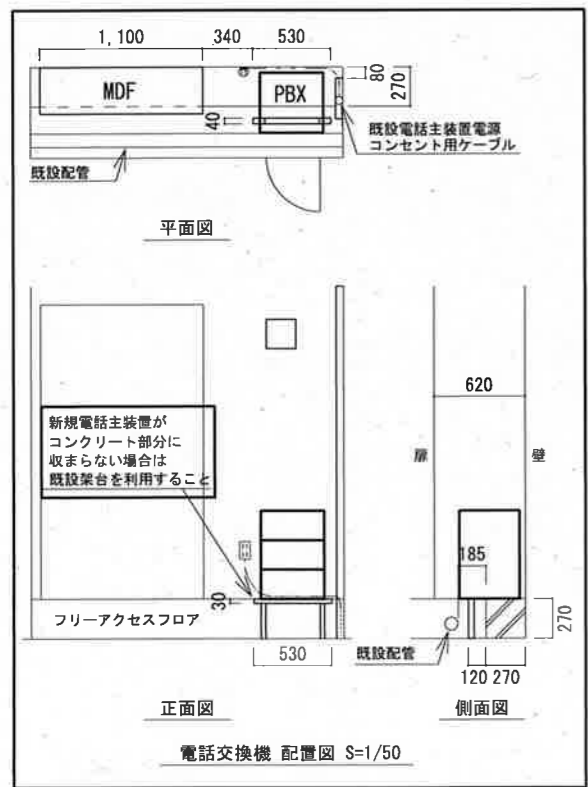 1,100
340
530
MDF
PBX
80
270
40
既設電話主装置電源
コンセント用ケーブル
既設配管
平面図
620
新規電話主装置が
コンクリート部分に
収まらない場合は
既設架台を利用すること
扉
壁
185
30
フリーアクセスフロア
270
530
既設配管
120
270
正面図
側面図
電話交換機 配置図 S=1/50